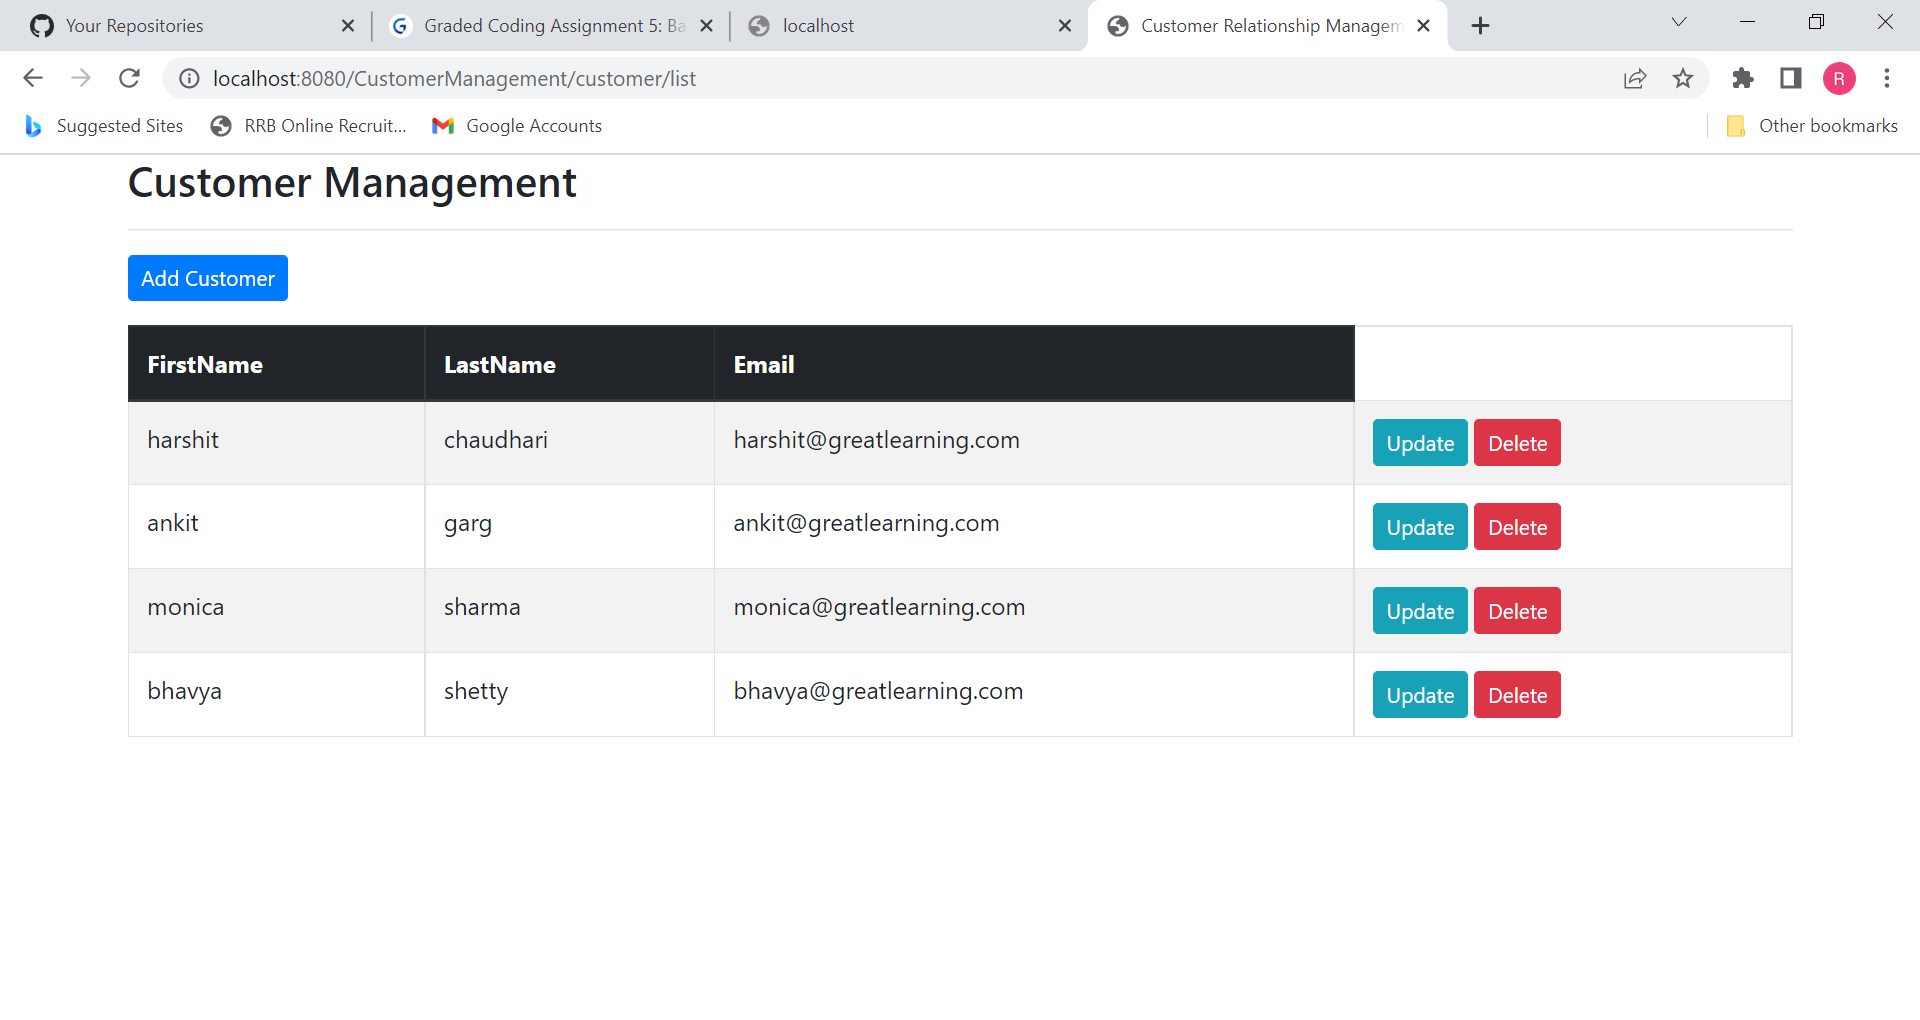 Your Repositories
Graded Coding Assignment 5: Ba
localhost
Customer Relationship Managem
localhost:8080/CustomerManagement/customer/list
R
Suggested Sites
RRB Online Recruit...
Google Accounts
Other bookmarks
Customer Management
Add Customer
FirstName LastName Email
harshit chaudhari harshit@greatlearning.com Update Delete
ankit garg ankit@greatlearning.com Update Delete
monica sharma monica@greatlearning.com Update Delete
bhavya shetty bhavya@greatlearning.com Update Delete